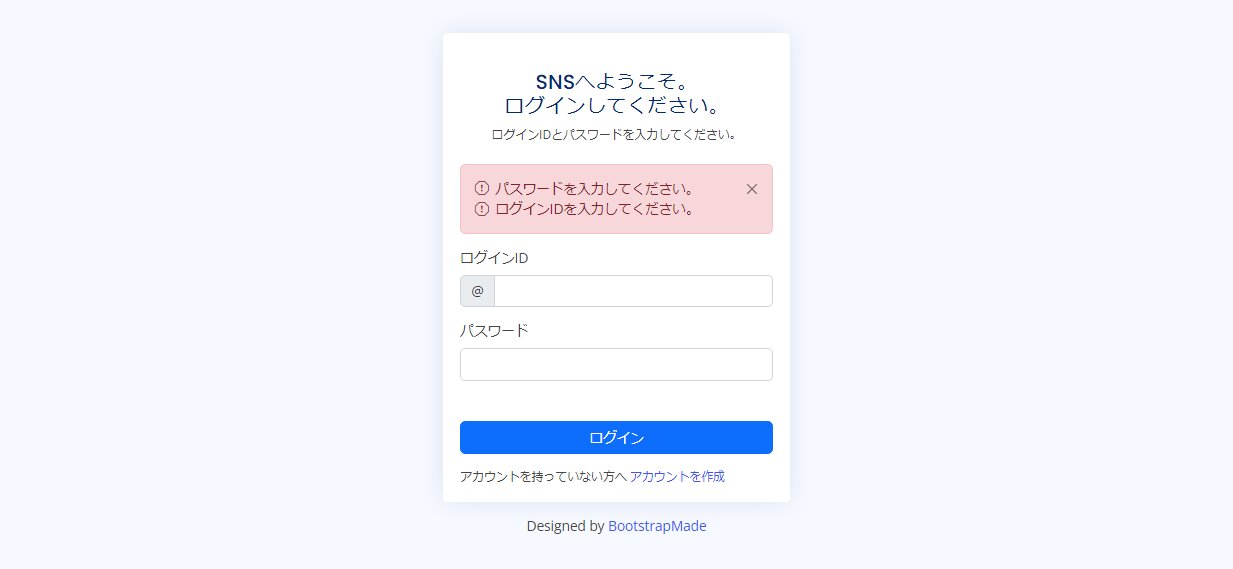 SNSへようこそ。
ログインしてください。
ログインIDとパスワードを入力してください。
パスワードを入力してください。
ログインIDを入力してください。
ログインID
@
パスワード
ログイン
アカウントを持っていない方へ アカウントを作成
Designed by BootstrapMade